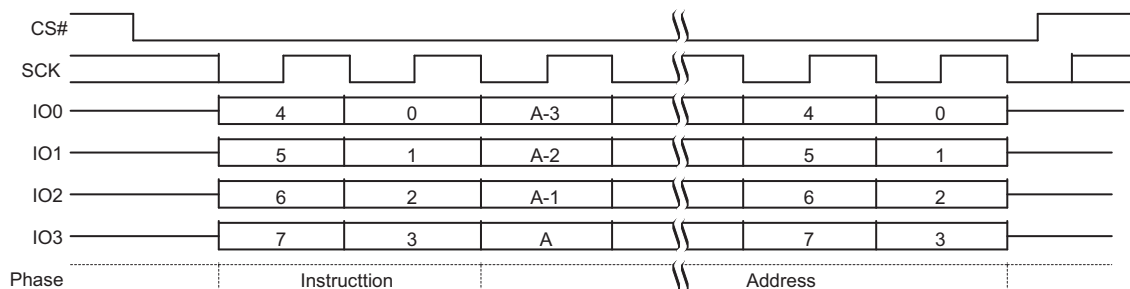 CS#
SCK
IO0 4 0 A-3 4 0
IO1 5 1 A-2 5 1
IO2 6 2 A-1 6 2
IO3 7 3 A 7 3
Phase Instructtion Address